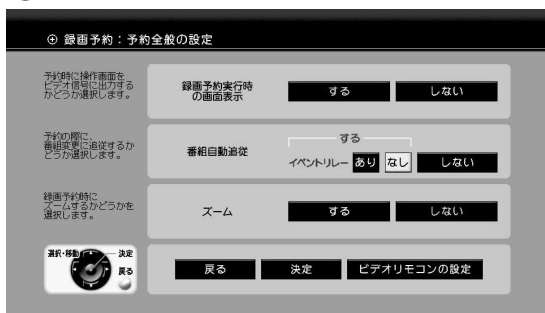 録画予約：予約全般の設定
予約時に操作画面を
ビデオ信号に出力する
かどうか選択します。
録画予約実行時
の画面表示
する しない
予約の際に、
番組変更に追従するか
どうか選択します。
番組自動追従
する
イベントリレー あり なし しない
録画予約時に
ズームするかどうかを
選択します。
ズーム
する しない
選択・移動 決定
戻る
戻る 決定 ビデオリモコンの設定